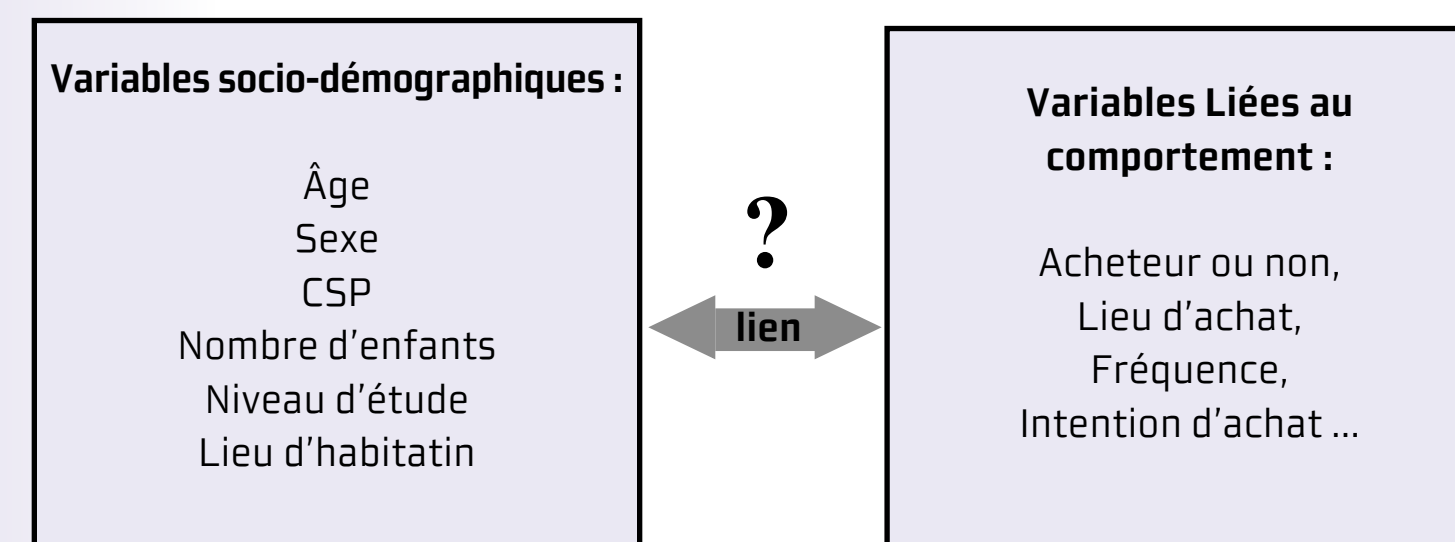 Variables socio-démographiques :
Âge
Sexe
CSP
Nombre d’enfants
Niveau d’étude
Lieu d’habitatin
?
lien
Variables Liées au
comportement :
Acheteur ou non,
Lieu d’achat,
Fréquence,
Intention d’achat ...